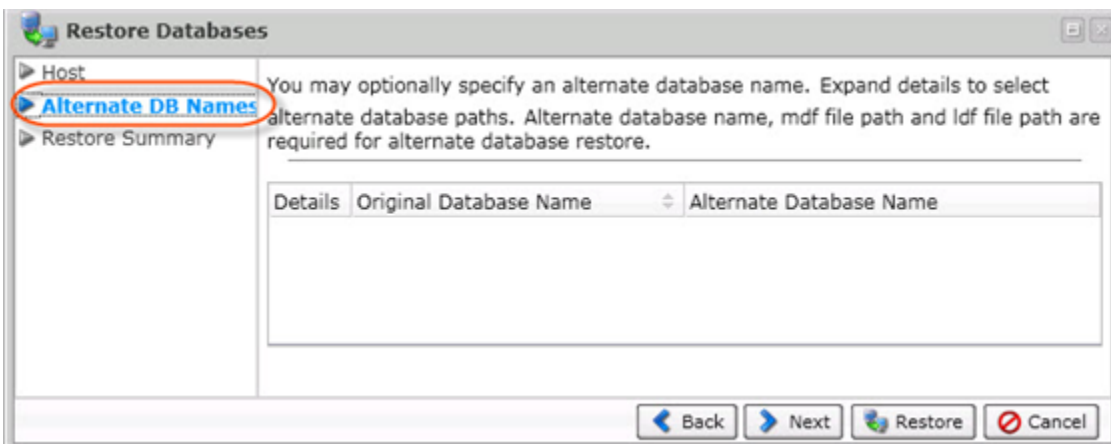 Restore Databases
Host
Alternate DB Names
Restore Summary
You may optionally specify an alternate database name. Expand details to select
alternate database paths. Alternate database name, mdf file path and ldf file path are
required for alternate database restore.
Details Original Database Name Alternate Database Name
Back Next Restore Cancel